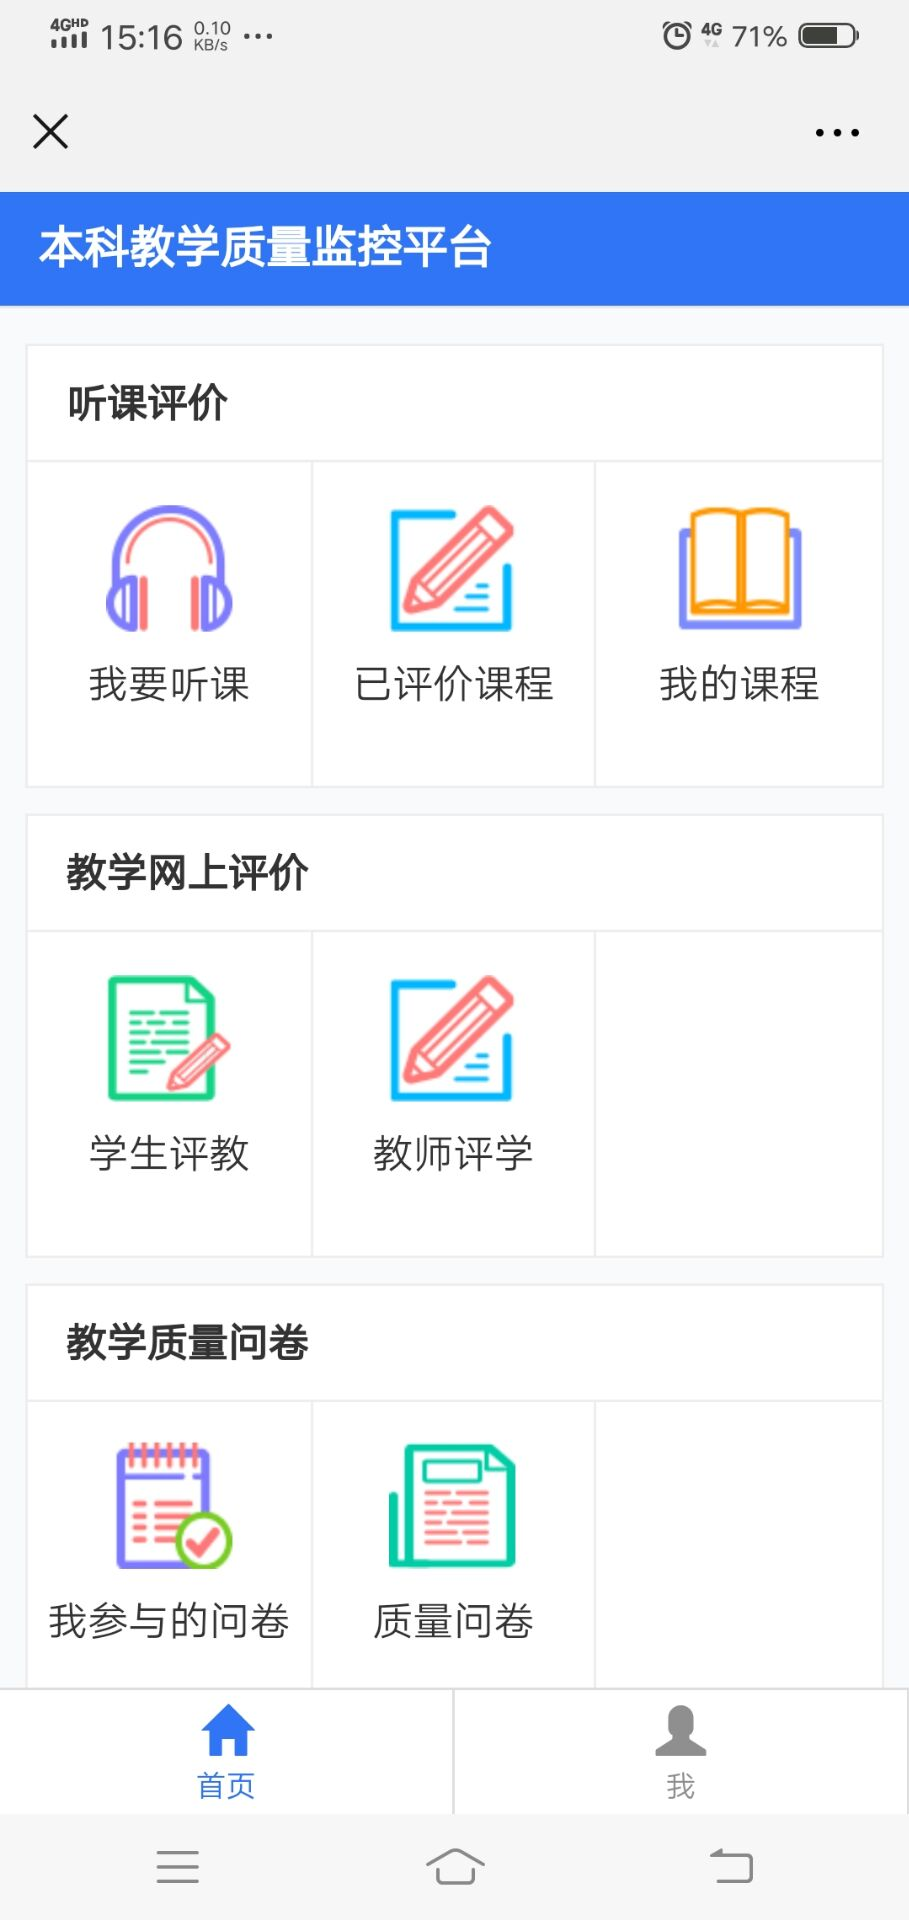 4GHD 15:16 0.10 KB/s ··· 4G 71%
本科教学质量监控平台
听课评价
我要听课 已评价课程 我的课程
教学网上评价
学生评教 教师评学
教学质量问卷
我参与的问卷 质量问卷
首页 我